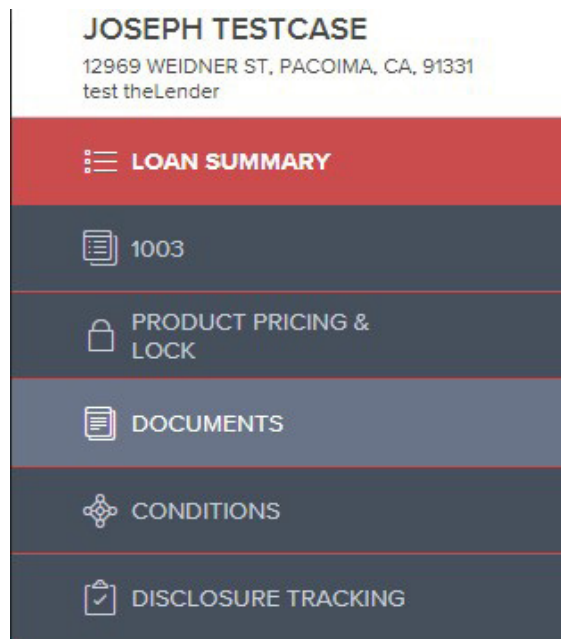 JOSEPH TESTCASE
12969 WEIDNER ST, PACOIMA, CA, 91331
test theLender
LOAN SUMMARY
1003
PRODUCT PRICING &
LOCK
DOCUMENTS
CONDITIONS
DISCLOSURE TRACKING